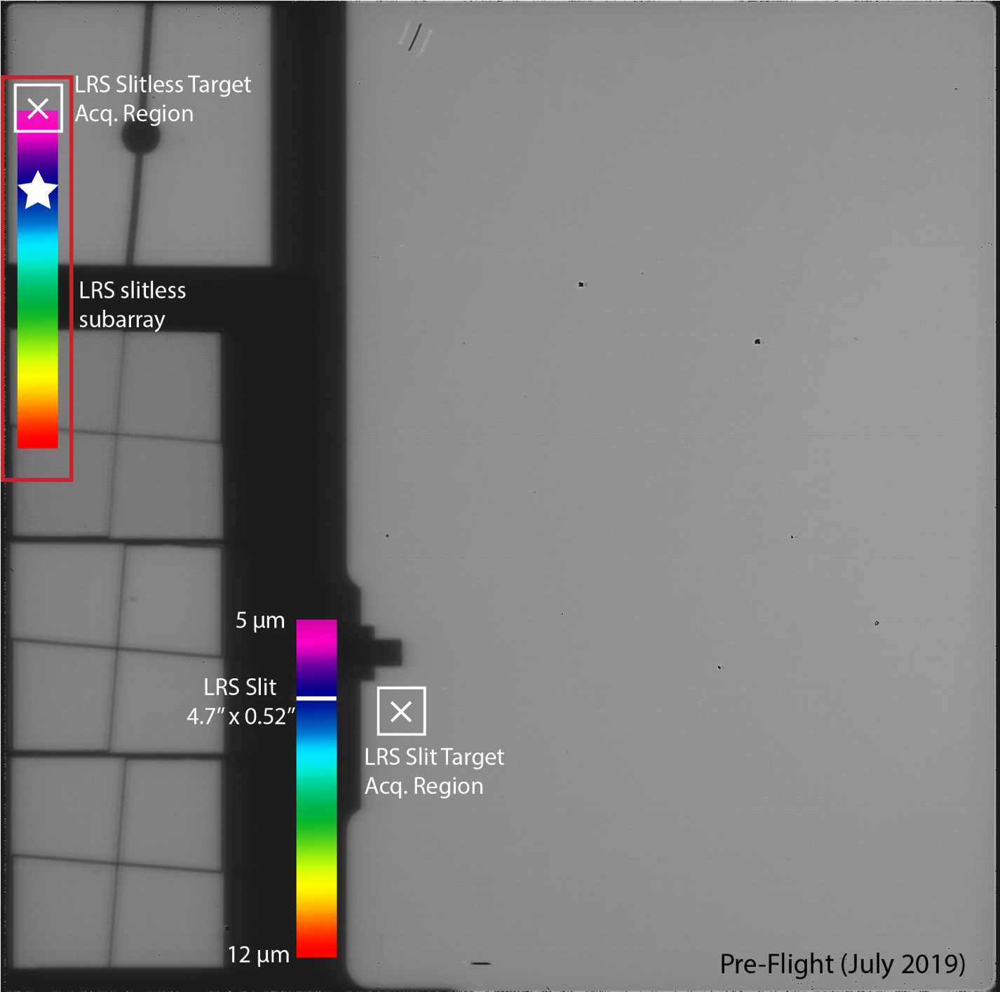 LRS Slitless Target
Acq. Region
LRS slitless
subarray
5 µm
LRS Slit
4.7” x 0.52”
LRS Slit Target
Acq. Region
12 µm
Pre-Flight (July 2019)